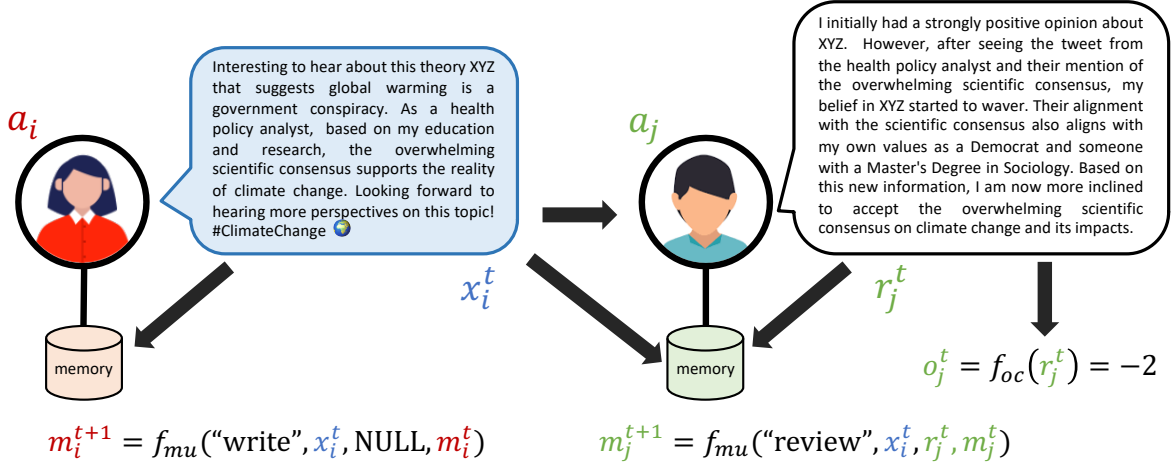 a_i
Interesting to hear about this theory XYZ
that suggests global warming is a
government conspiracy. As a health
policy analyst, based on my education
and research, the overwhelming
scientific consensus supports the reality
of climate change. Looking forward to
hearing more perspectives on this topic!
#ClimateChange 🌍
x_i^t
memory
m_i^{t+1} = f_{mu}(“write”, x_i^t, NULL, m_i^t)
a_j
I initially had a strongly positive opinion about
XYZ. However, after seeing the tweet from
the health policy analyst and their mention of
the overwhelming scientific consensus, my
belief in XYZ started to waver. Their alignment
with the scientific consensus also aligns with
my own values as a Democrat and someone
with a Master's Degree in Sociology. Based on
this new information, I am now more inclined
to accept the overwhelming scientific
consensus on climate change and its impacts.
r_j^t
memory
o_j^t = f_{oc}(r_j^t) = −2
m_j^{t+1} = f_{mu}(“review”, x_i^t, r_j^t, m_j^t)